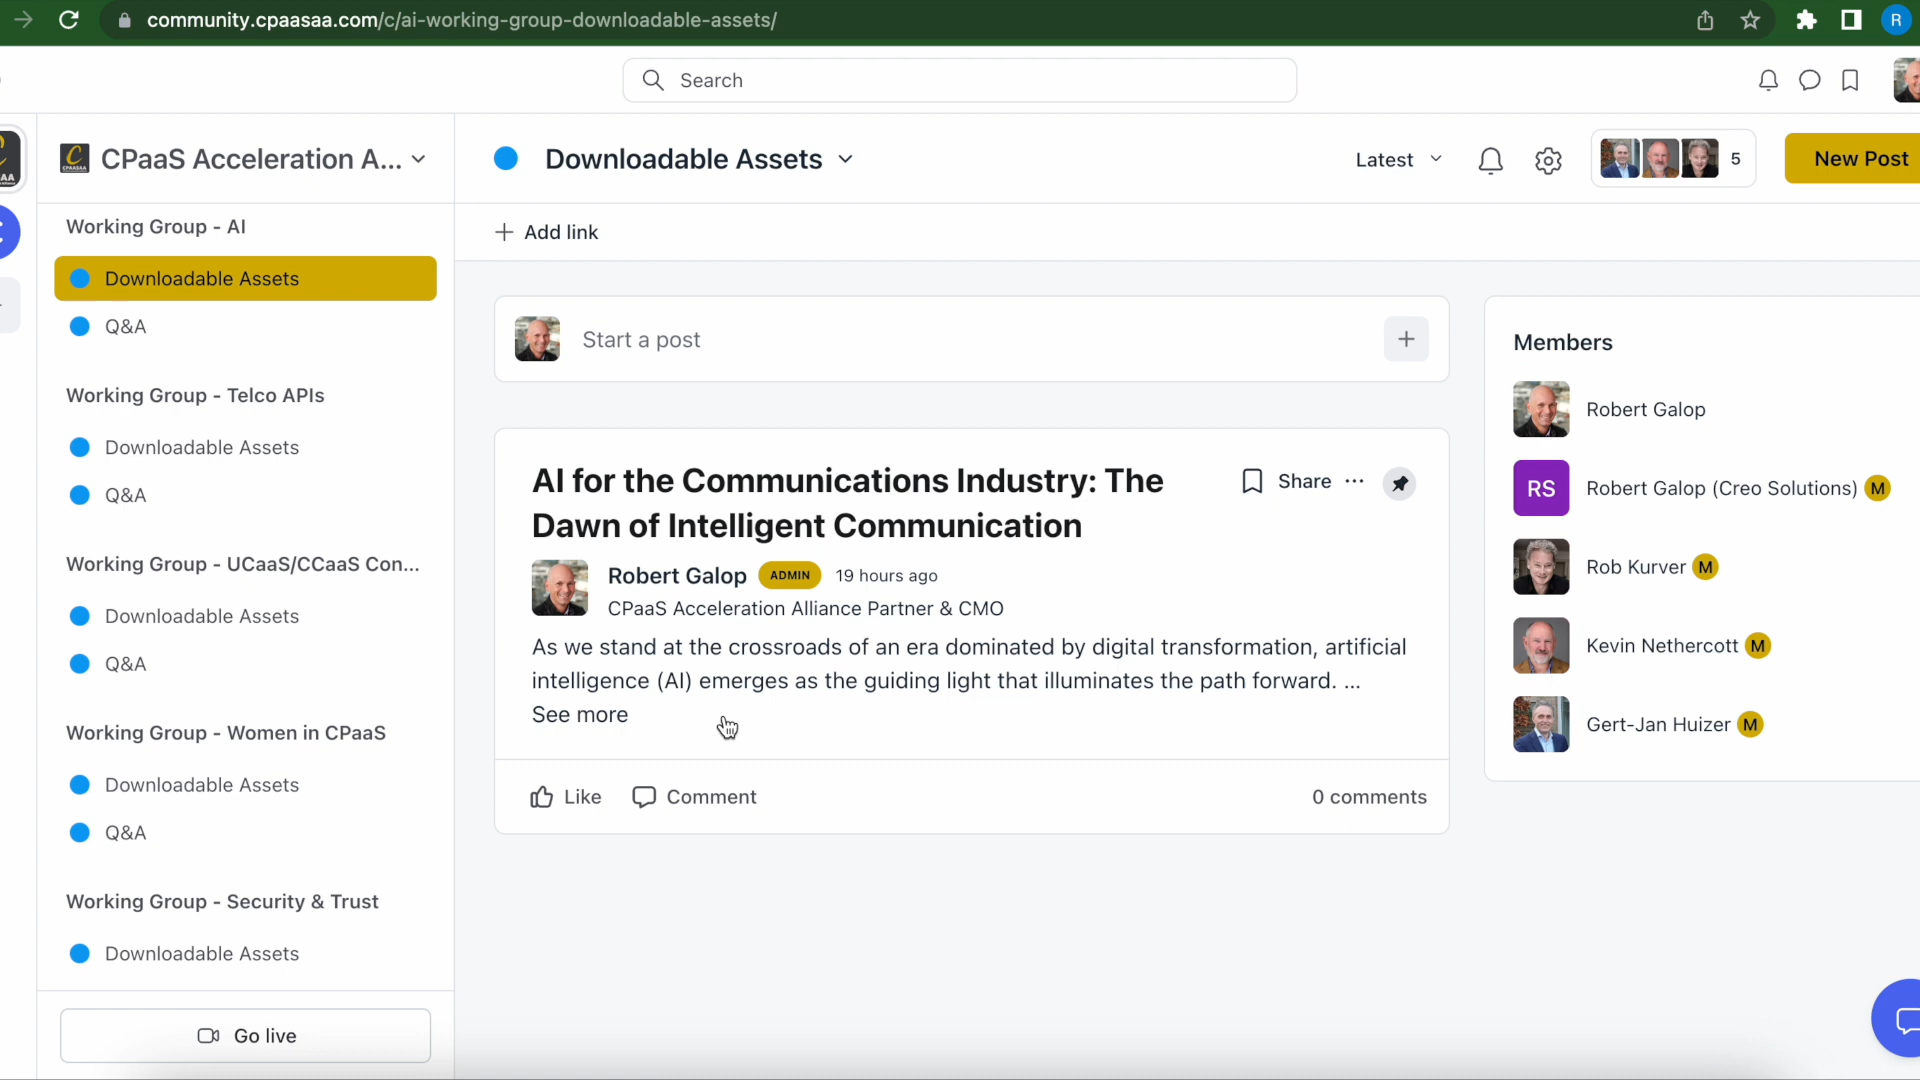 community.cpaasaa.com/c/ai-working-group-downloadable-assets/
R
Search
AA
CPAASAA
CPaaS Acceleration A...
Downloadable Assets
Latest
5
New Post
Working Group - AI
Add link
Downloadable Assets
Q&A
Start a post
Members
Working Group - Telco APIs
Robert Galop
Downloadable Assets
AI for the Communications Industry: The
Dawn of Intelligent Communication
Share
RS
Robert Galop (Creo Solutions) M
Q&A
Working Group - UCaaS/CCaaS Con...
Robert Galop ADMIN 19 hours ago
CPaaS Acceleration Alliance Partner & CMO
Rob Kurver M
Downloadable Assets
As we stand at the crossroads of an era dominated by digital transformation, artificial
intelligence (AI) emerges as the guiding light that illuminates the path forward. ...
See more
Kevin Nethercott M
Q&A
Working Group - Women in CPaaS
Gert-Jan Huizer M
Downloadable Assets
Like
Comment
0 comments
Q&A
Working Group - Security & Trust
Downloadable Assets
Go live